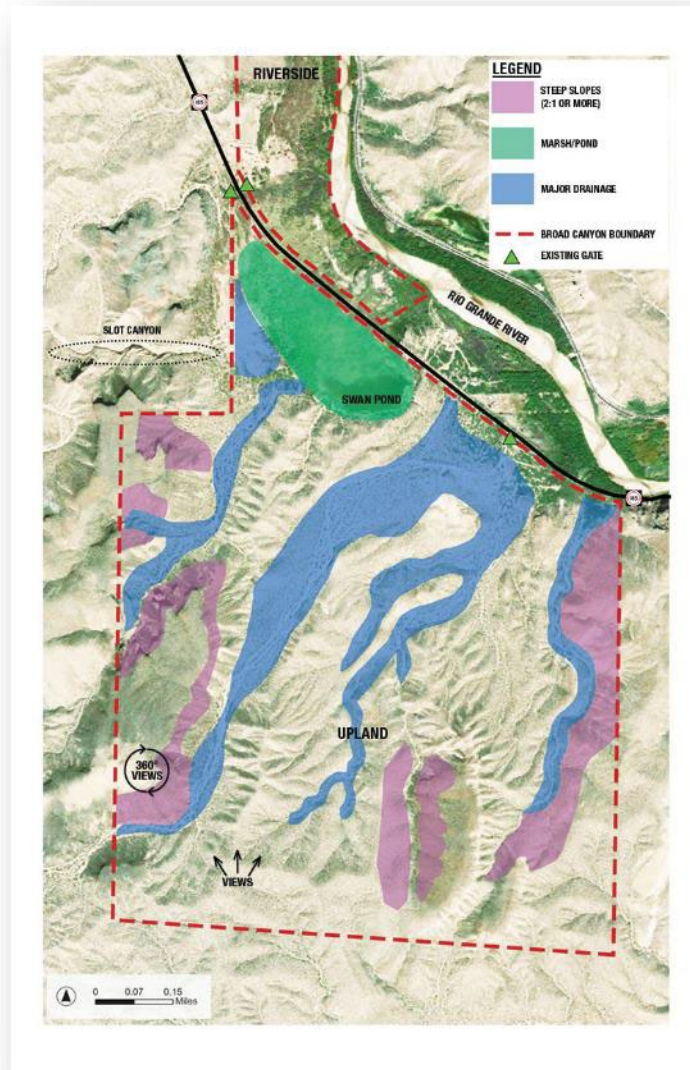 RIVERSIDE
185
LEGEND
STEEP SLOPES
(2:1 OR MORE)
MARSH/POND
MAJOR DRAINAGE
BROAD CANYON BOUNDARY
EXISTING GATE
RIO GRANDE RIVER
SLOT CANYON
SWAN POND
185
UPLAND
360°
VIEWS
VIEWS
0 0.07 0.15
Miles